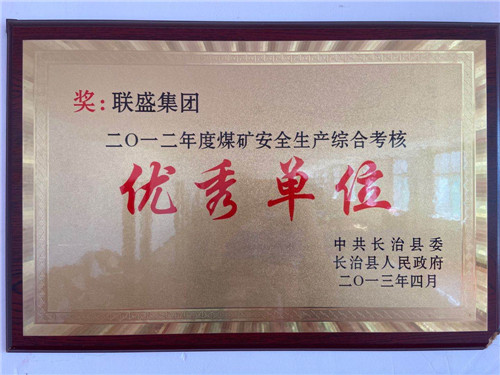 奖:联盛集团
二〇一二年度煤矿安全生产综合考核
优秀单位
中共长治县委
长治县人民政府
二〇一三年四月